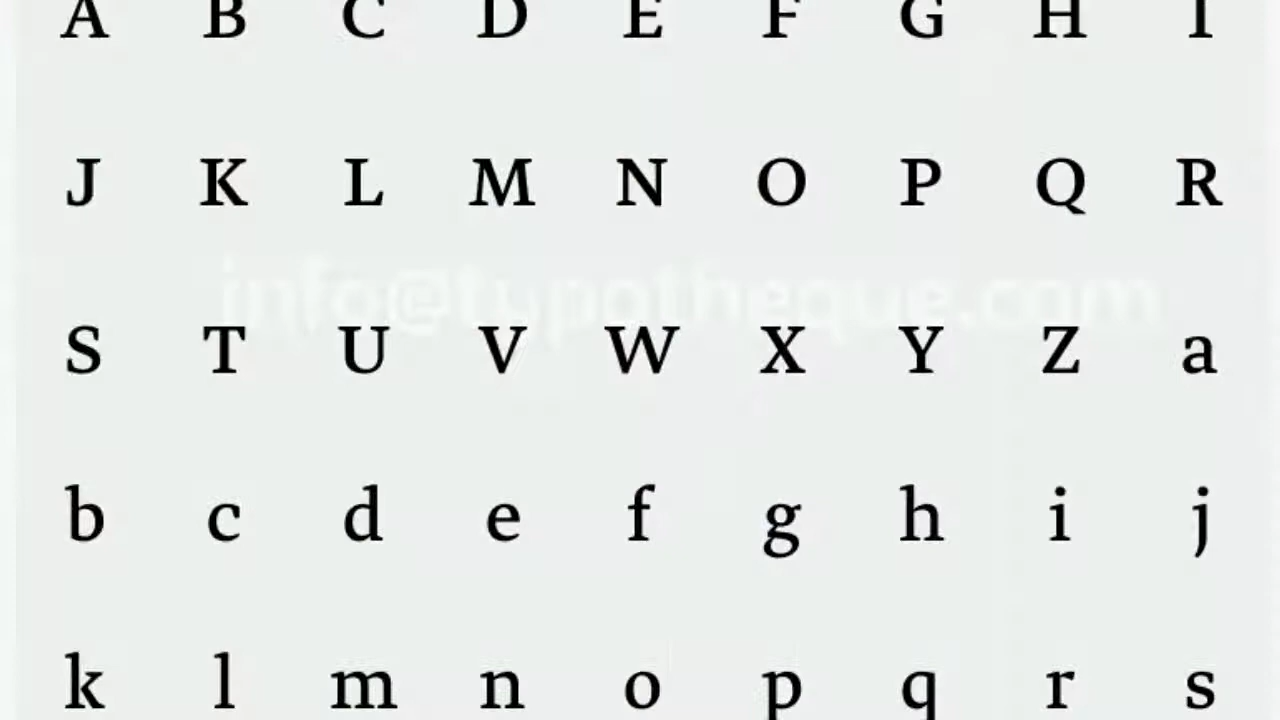 A B C D E F G H I
J K L M N O P Q R
info@typotheque.com
S T U V W X Y Z a
b c d e f g h i j
k l m n o p q r s